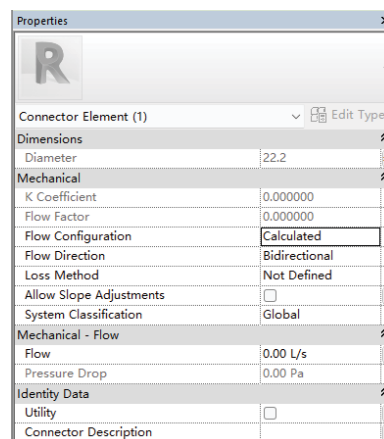 Properties
R
Connector Element (1) Edit Type
Dimensions
Diameter 22.2
Mechanical
K Coefficient 0.000000
Flow Factor 0.000000
Flow Configuration Calculated
Flow Direction Bidirectional
Loss Method Not Defined
Allow Slope Adjustments
System Classification Global
Mechanical - Flow
Flow 0.00 L/s
Pressure Drop 0.00 Pa
Identity Data
Utility
Connector Description